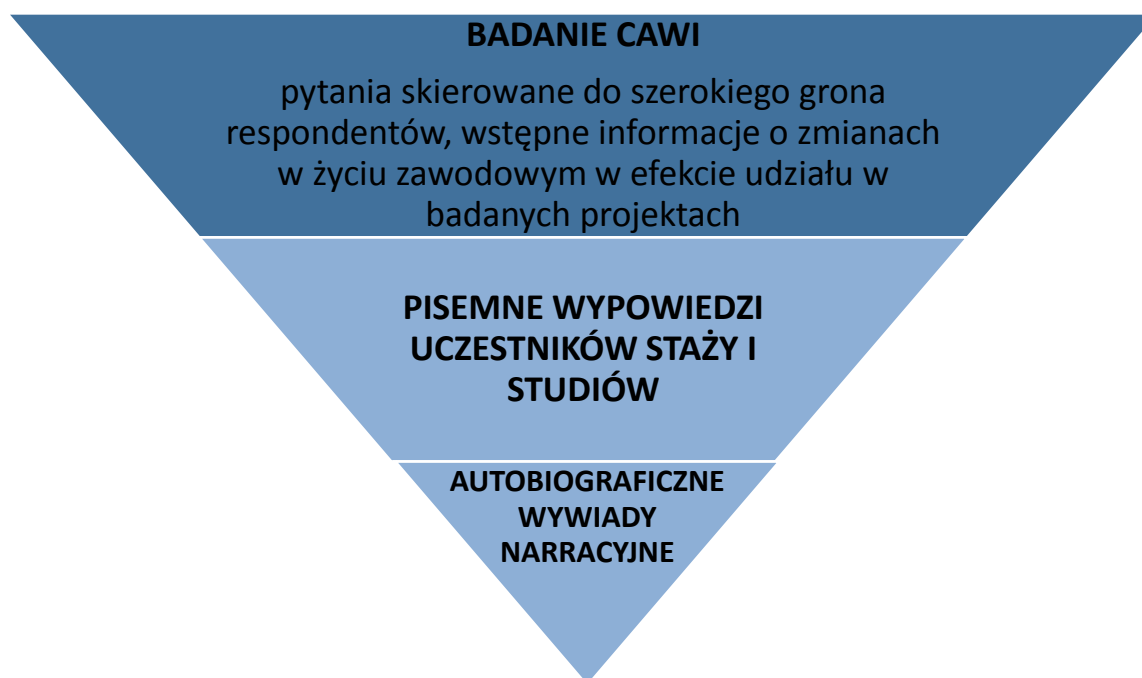 BADANIE CAWI
pytania skierowane do szerokiego grona
respondentów, wstępne informacje o zmianach
w życiu zawodowym w efekcie udziału w
badanych projektach
PISEMNE WYPOWIEDZI
UCZESTNIKÓW STAŻY I
STUDIÓW
AUTOBIOGRAFICZNE
WYWIADY
NARRACYJNE